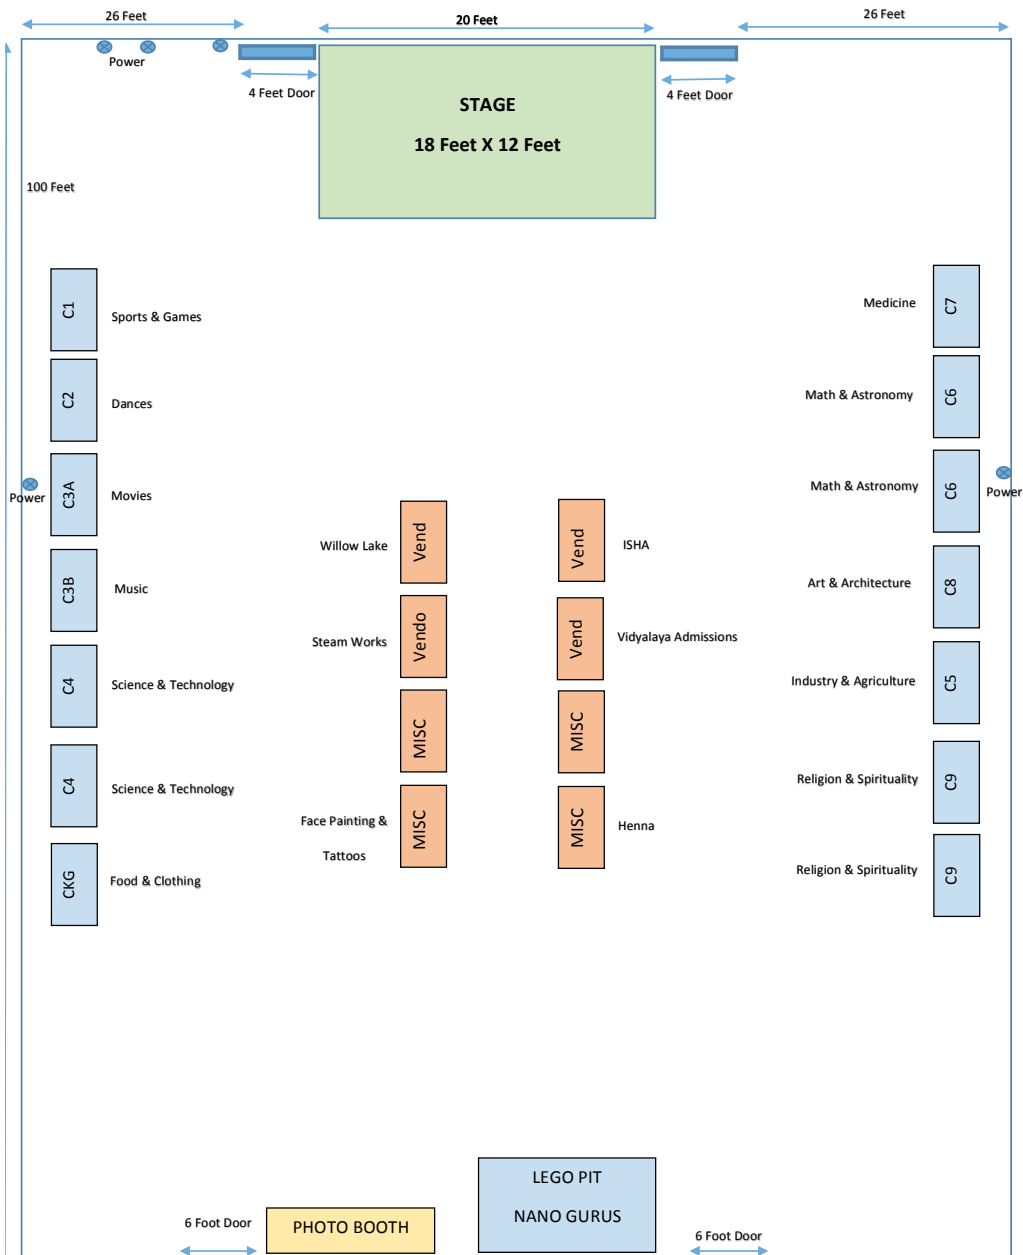 26 Feet
20 Feet
26 Feet
Power
4 Feet Door
4 Feet Door
STAGE
18 Feet X 12 Feet
100 Feet
C1
Sports & Games
Medicine
C7
C2
Dances
Math & Astronomy
C6
Power
C3A
Movies
Math & Astronomy
C6
Power
Willow Lake
Vend
Vend
ISHA
C3B
Music
Art & Architecture
C8
Steam Works
Vendo
Vend
Vidyalaya Admissions
C4
Science & Technology
Industry & Agriculture
C5
MISC
MISC
C4
Science & Technology
Religion & Spirituality
C9
Face Painting &
Tattoos
MISC
MISC
Henna
CKG
Food & Clothing
Religion & Spirituality
C9
LEGO PIT
NANO GURUS
6 Foot Door
PHOTO BOOTH
6 Foot Door